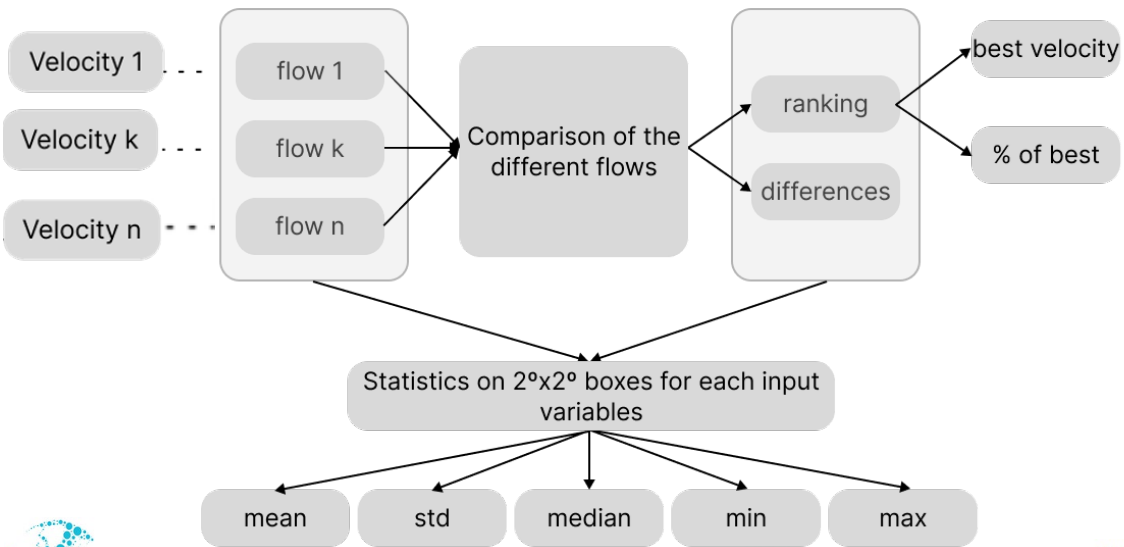 Velocity 1
Velocity k
Velocity n
flow 1
flow k
flow n
Comparison of the
different flows
ranking
differences
best velocity
% of best
Statistics on 2ºx2º boxes for each input
variables
mean
std
median
min
max